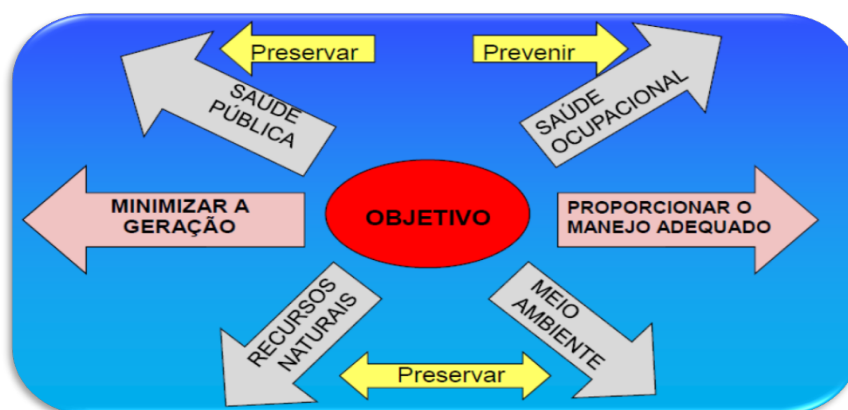 Preservar
Prevenir
SAÚDE
PÚBLICA
SAÚDE
OCUPACIONAL
MINIMIZAR A
GERAÇÃO
OBJETIVO
PROPORCIONAR O
MANEJO ADEQUADO
RECURSOS
NATURAIS
MEIO
AMBIENTE
Preservar